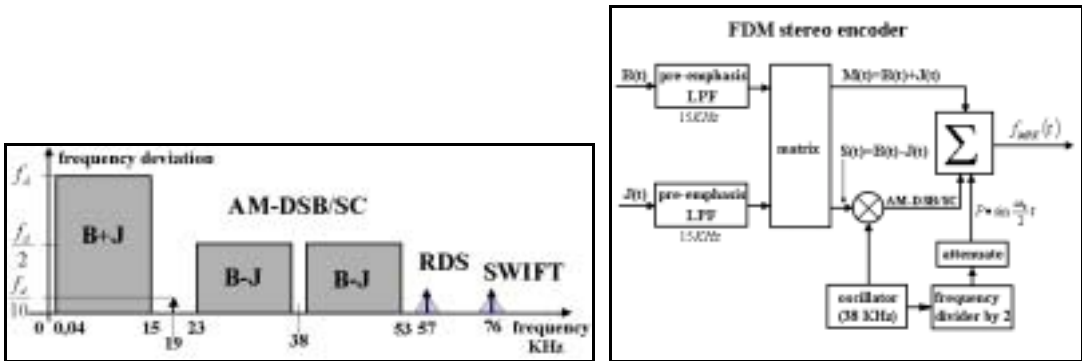 frequency deviation
f_d
AM-DSB/SC
B+J
f_d
2
B-J
B-J
RDS
SWIFT
f_d
10
0 0,04 15 19 23 38 53 57 76 frequency
KHz
FDM stereo encoder
B(t)
pre-emphasis
LPF
15KHz
matrix
M(t)=B(t)+J(t)
Σ
f_MPX(t)
S(t)=B(t)-J(t)
J(t)
pre-emphasis
LPF
15KHz
AM-DSB/SC
attenuate
oscillator
(38 KHz)
frequency
divider by 2